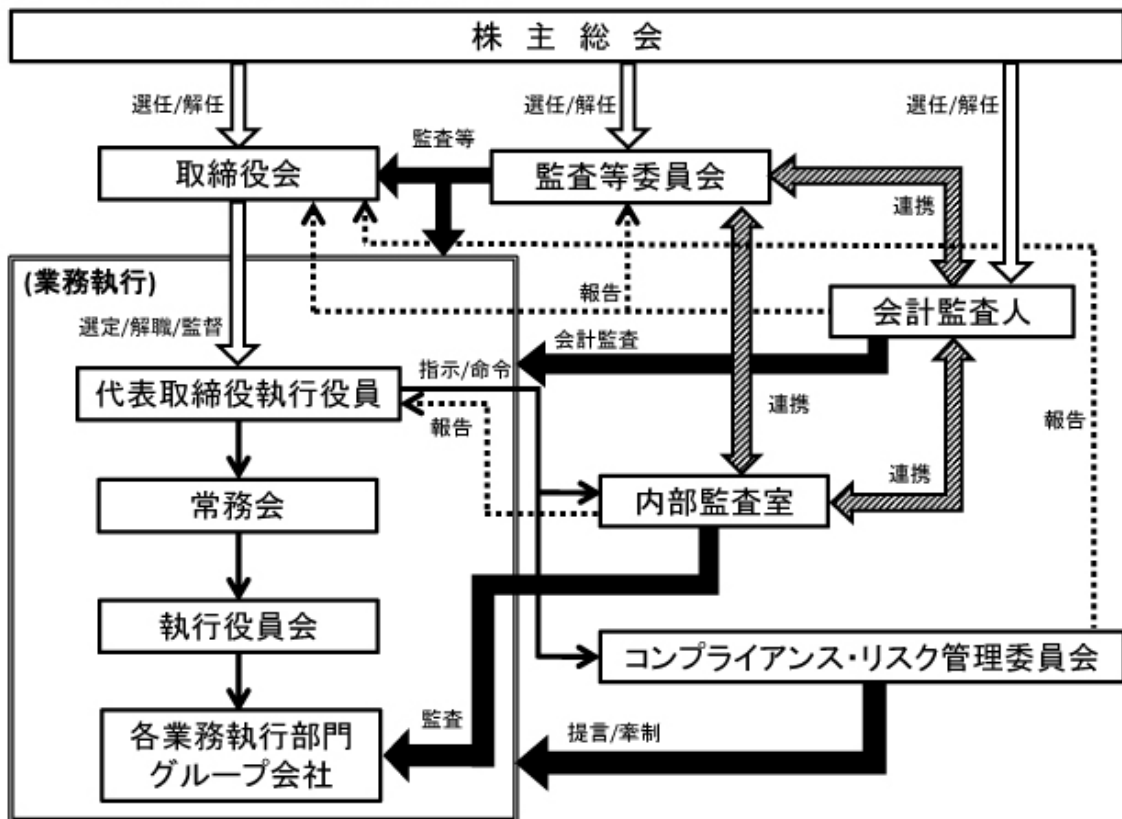 株 主 総 会
選任/解任
選任/解任
選任/解任
監査等
取締役会
監査等委員会
連携
(業務執行)
報告
会計監査人
選定/解職/監督
会計監査
指示/命令
代表取締役執行役員
連携
報告
報告
連携
常務会
内部監査室
執行役員会
コンプライアンス・リスク管理委員会
監査
提言/牽制
各業務執行部門
グループ会社